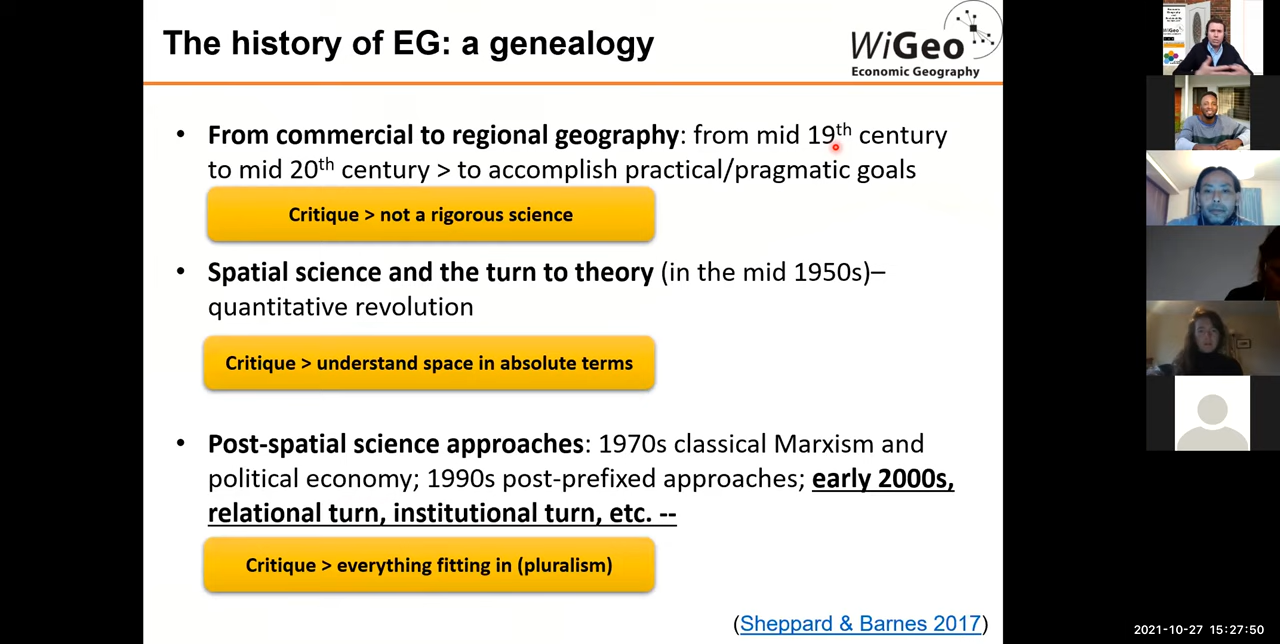 The history of EG: a genealogy
WiGeo
Economic Geography
• From commercial to regional geography: from mid 19th century
to mid 20th century > to accomplish practical/pragmatic goals
Critique > not a rigorous science
• Spatial science and the turn to theory (in the mid 1950s)–
quantitative revolution
Critique > understand space in absolute terms
• Post-spatial science approaches: 1970s classical Marxism and
political economy; 1990s post-prefixed approaches; early 2000s,
relational turn, institutional turn, etc. --
Critique > everything fitting in (pluralism)
(Sheppard & Barnes 2017)
2021-10-27 15:27:50